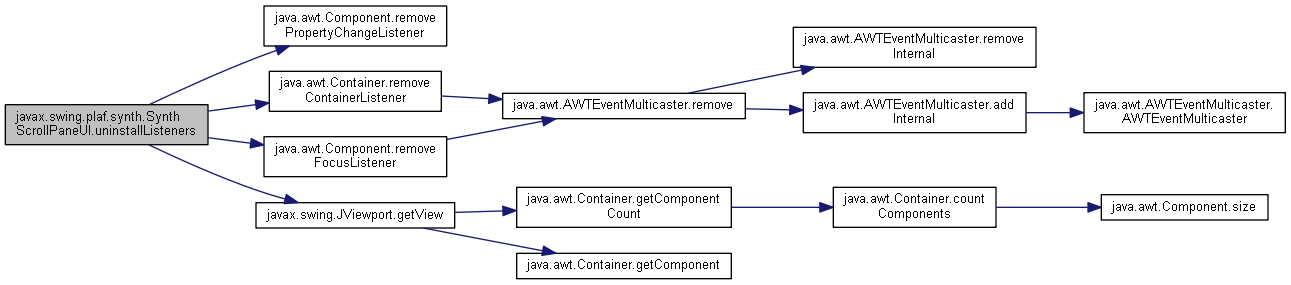 javax.swing.plaf.synth.Synth
ScrollPaneUI.uninstallListeners
java.awt.Component.remove
PropertyChangeListener
java.awt.Container.remove
ContainerListener
java.awt.Component.remove
FocusListener
javax.swing.JViewport.getView
java.awt.AWTEventMulticaster.remove
java.awt.AWTEventMulticaster.remove
Internal
java.awt.AWTEventMulticaster.add
Internal
java.awt.AWTEventMulticaster.
AWTEventMulticaster
java.awt.Container.getComponent
Count
java.awt.Container.count
Components
java.awt.Component.size
java.awt.Container.getComponent